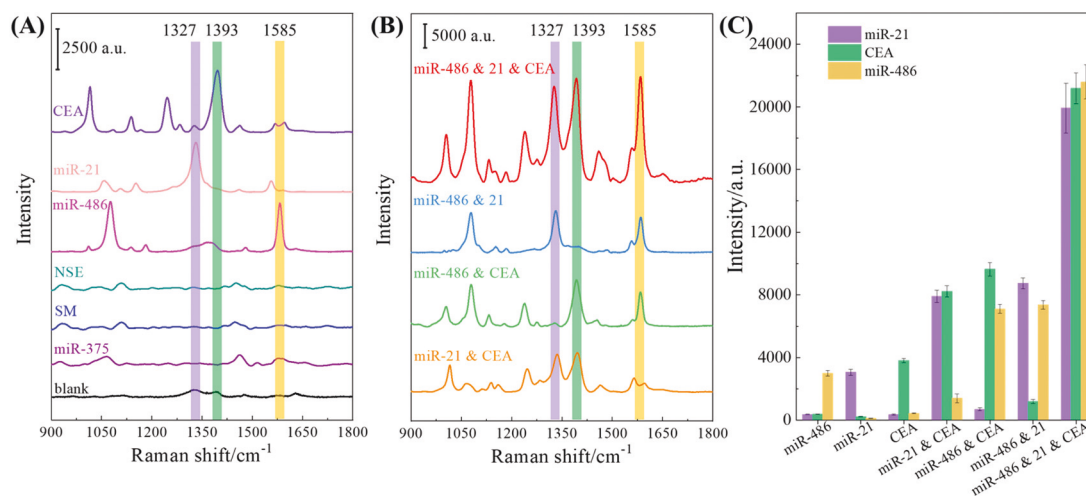 (A)
2500 a.u.
1327 1393 1585
CEA
miR-21
miR-486
NSE
SM
miR-375
blank
Intensity
900 1050 1200 1350 1500 1650 1800
Raman shift/cm-1
(B)
5000 a.u.
1327 1393 1585
miR-486 & 21 & CEA
miR-486 & 21
miR-486 & CEA
miR-21 & CEA
Intensity
900 1050 1200 1350 1500 1650 1800
Raman shift/cm-1
(C)
miR-21
CEA
miR-486
24000
20000
16000
12000
8000
4000
0
Intensity/a.u.
miR-486
miR-21
CEA
miR-21 & CEA
miR-486 & CEA
miR-486 & 21
miR-486 & 21 & CEA